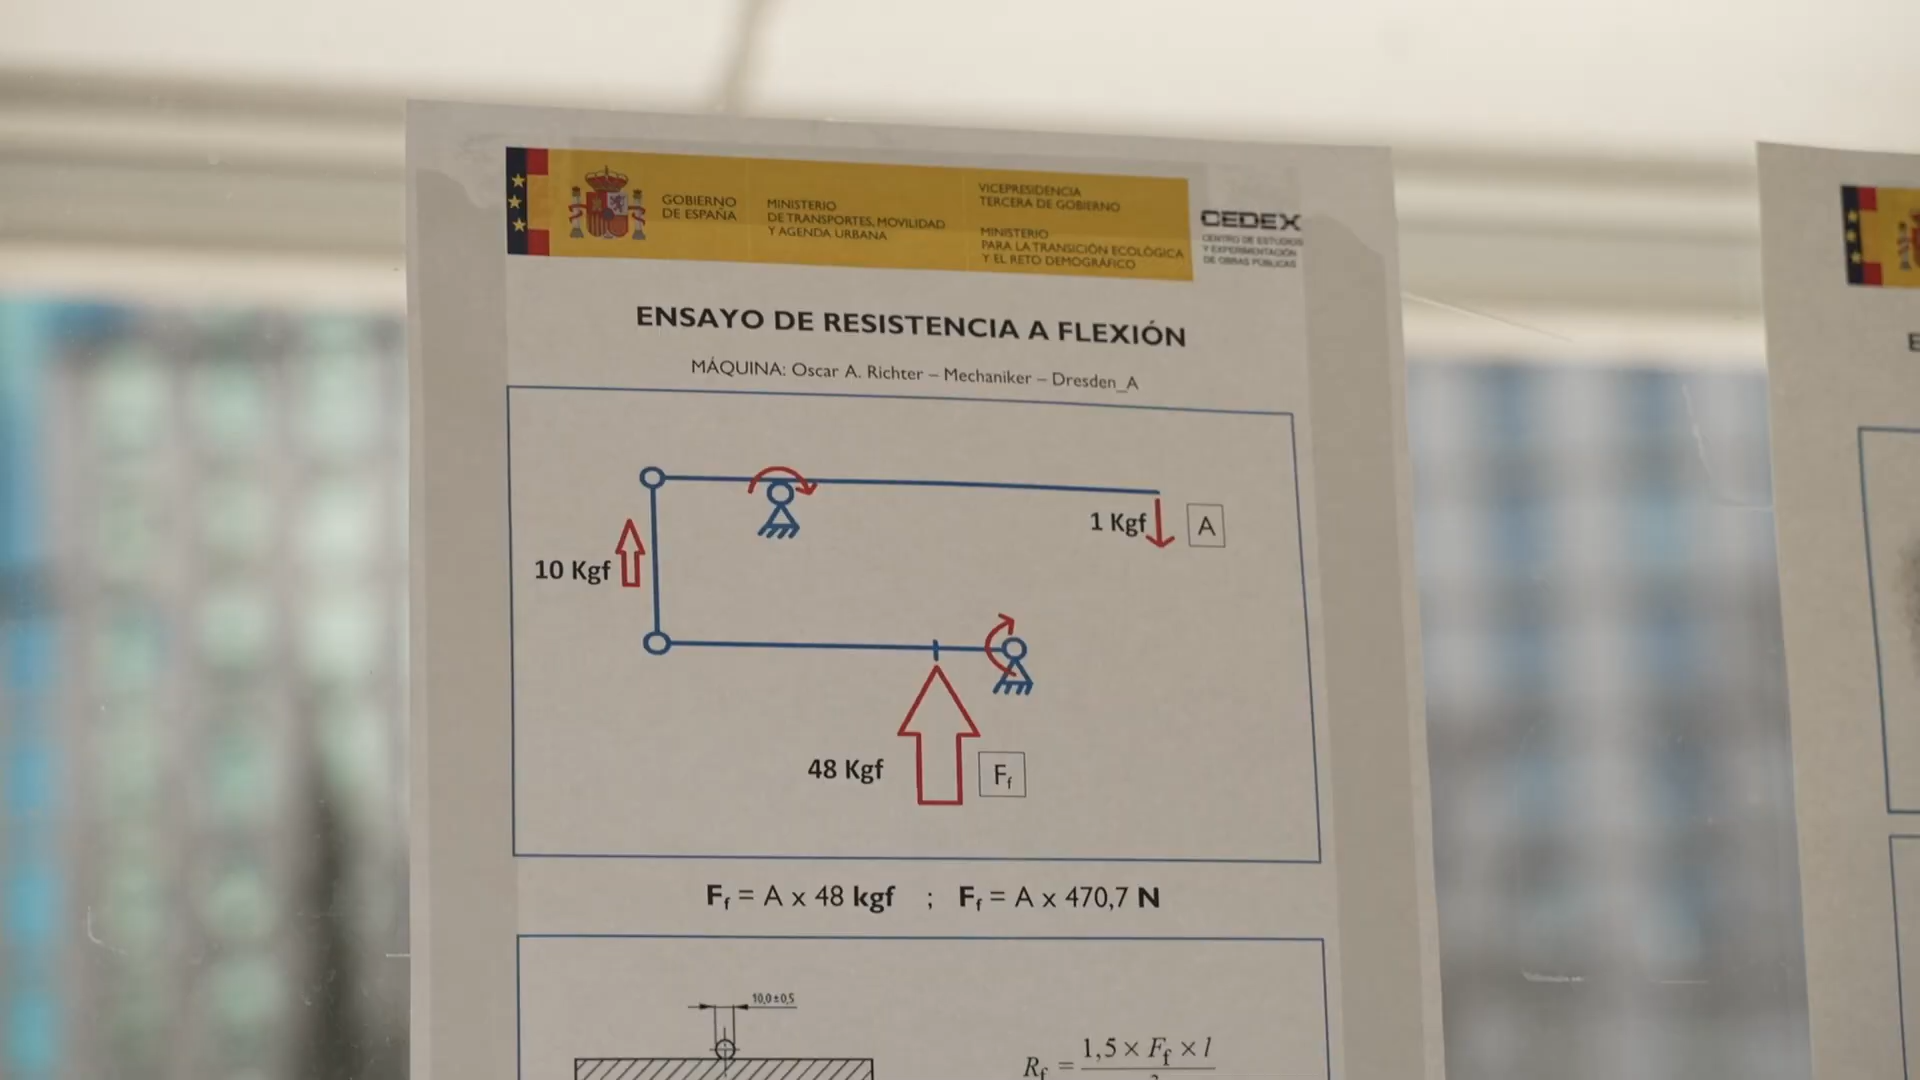 GOBIERNO
DE ESPAÑA
MINISTERIO
DE TRANSPORTES, MOVILIDAD
Y AGENDA URBANA
VICEPRESIDENCIA
TERCERA DE GOBIERNO
MINISTERIO
PARA LA TRANSICIÓN ECOLÓGICA
Y EL RETO DEMOGRÁFICO
CEDEX
CENTRO DE ESTUDIOS
Y EXPERIMENTACIÓN
DE OBRAS PÚBLICAS
ENSAYO DE RESISTENCIA A FLEXIÓN
MÁQUINA: Oscar A. Richter – Mechaniker – Dresden_A
1 Kgf
A
10 Kgf
48 Kgf
Ff
Ff = A x 48 kgf ; Ff = A x 470,7 N
10,0±0,5
Rf = 1,5 × Ff × l